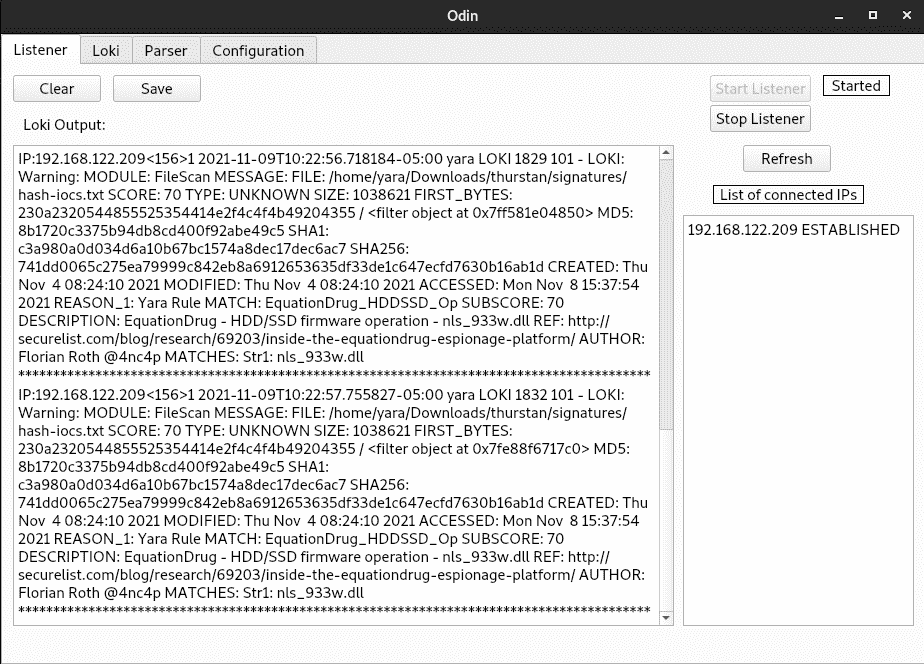 Odin
Listener Loki Parser Configuration
Clear Save Start Listener Started
Stop Listener
Loki Output:
Refresh
List of connected IPs
192.168.122.209 ESTABLISHED
IP:192.168.122.209<156>1 2021-11-09T10:22:56.718184-05:00 yara LOKI 1829 101 - LOKI:
Warning: MODULE: FileScan MESSAGE: FILE: /home/yara/Downloads/thurstan/signatures/
hash-iocs.txt SCORE: 70 TYPE: UNKNOWN SIZE: 1038621 FIRST_BYTES:
230a2320544855525354414e2f4c4f4b49204355 / <filter object at 0x7ff581e04850> MD5:
8b1720c3375b94db8cd400f92abe49c5 SHA1:
c3a980a0d034d6a10b67bc1574a8dec17dec6ac7 SHA256:
741dd0065c275ea79999c842eb8a6912653635df33de1c647ecfd7630b16ab1d CREATED: Thu
Nov  4 08:24:10 2021 MODIFIED: Thu Nov  4 08:24:10 2021 ACCESSED: Mon Nov  8 15:37:54
2021 REASON_1: Yara Rule MATCH: EquationDrug_HDDSSD_Op SUBSCORE: 70
DESCRIPTION: EquationDrug - HDD/SSD firmware operation - nls_933w.dll REF: http://
securelist.com/blog/research/69203/inside-the-equationdrug-espionage-platform/ AUTHOR:
Florian Roth @4nc4p MATCHES: Str1: nls_933w.dll
******************************************************************************************
IP:192.168.122.209<156>1 2021-11-09T10:22:57.755827-05:00 yara LOKI 1832 101 - LOKI:
Warning: MODULE: FileScan MESSAGE: FILE: /home/yara/Downloads/thurstan/signatures/
hash-iocs.txt SCORE: 70 TYPE: UNKNOWN SIZE: 1038621 FIRST_BYTES:
230a2320544855525354414e2f4c4f4b49204355 / <filter object at 0x7fe88f6717c0> MD5:
8b1720c3375b94db8cd400f92abe49c5 SHA1:
c3a980a0d034d6a10b67bc1574a8dec17dec6ac7 SHA256:
741dd0065c275ea79999c842eb8a6912653635df33de1c647ecfd7630b16ab1d CREATED: Thu
Nov  4 08:24:10 2021 MODIFIED: Thu Nov  4 08:24:10 2021 ACCESSED: Mon Nov  8 15:37:54
2021 REASON_1: Yara Rule MATCH: EquationDrug_HDDSSD_Op SUBSCORE: 70
DESCRIPTION: EquationDrug - HDD/SSD firmware operation - nls_933w.dll REF: http://
securelist.com/blog/research/69203/inside-the-equationdrug-espionage-platform/ AUTHOR:
Florian Roth @4nc4p MATCHES: Str1: nls_933w.dll
******************************************************************************************